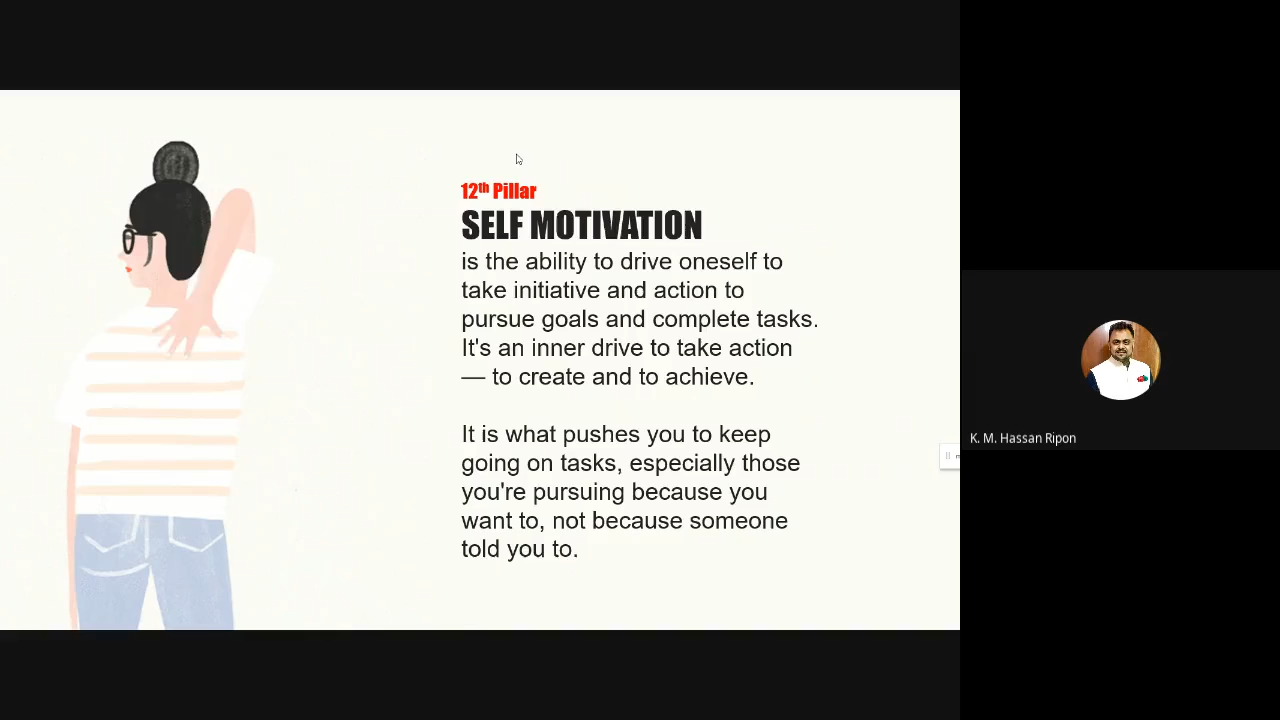 12th Pillar
SELF MOTIVATION
is the ability to drive oneself to
take initiative and action to
pursue goals and complete tasks.
It's an inner drive to take action
— to create and to achieve.
It is what pushes you to keep
going on tasks, especially those
you're pursuing because you
want to, not because someone
told you to.
K. M. Hassan Ripon